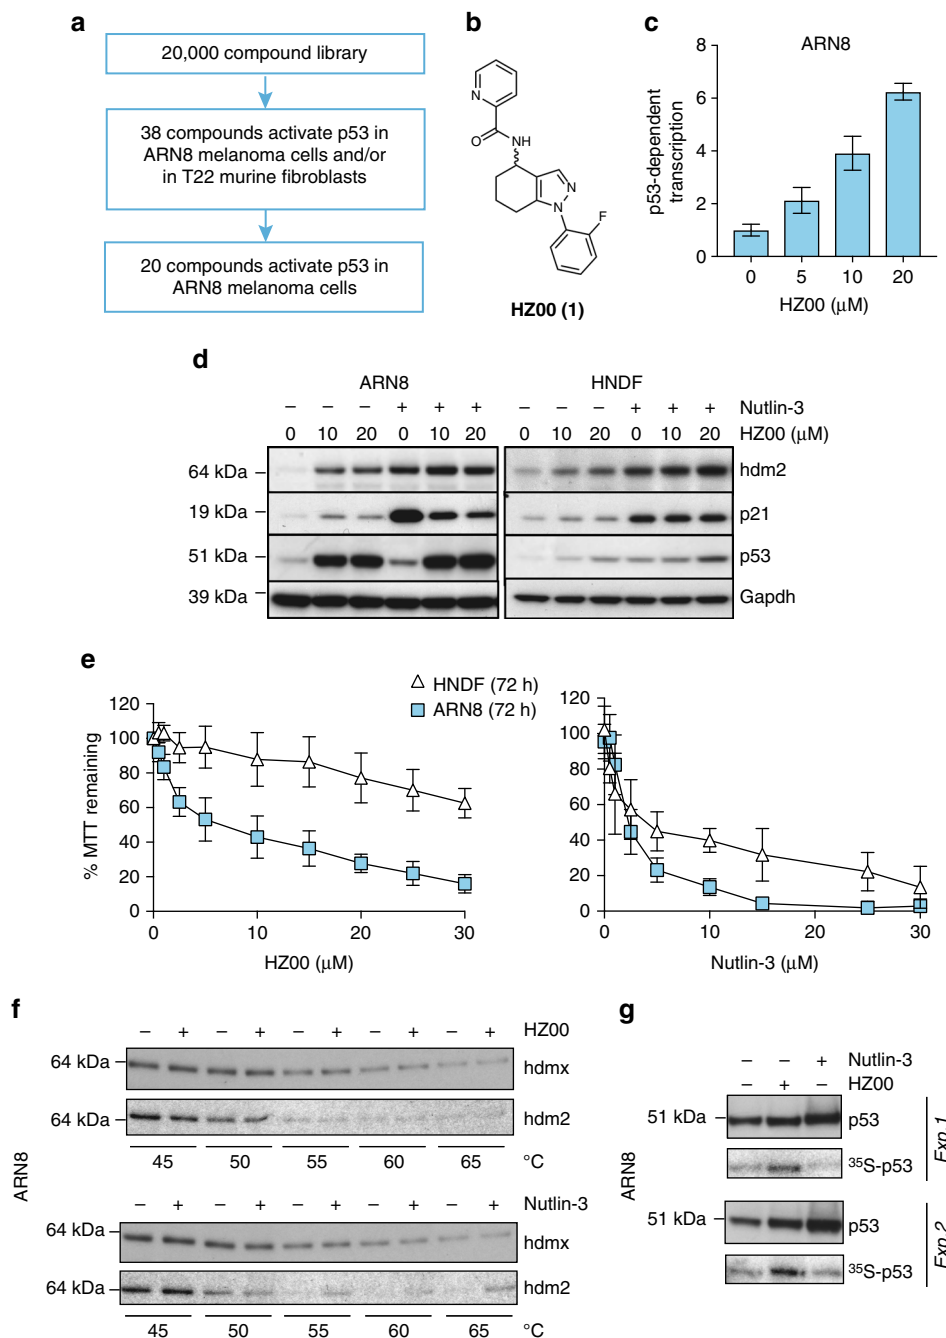 a
20,000 compound library
38 compounds activate p53 in
ARN8 melanoma cells and/or
in T22 murine fibroblasts
20 compounds activate p53 in
ARN8 melanoma cells
b
N
O
NH
N
N
F
HZ00 (1)
c
ARN8
p53-dependent
transcription
8
6
4
2
0
0 5 10 20
HZ00 (μM)
d
ARN8 HNDF
– – – + + + – – – + + + Nutlin-3
0 10 20 0 10 20 0 10 20 0 10 20 HZ00 (μM)
64 kDa hdm2
19 kDa p21
51 kDa p53
39 kDa Gapdh
e
HNDF (72 h)
ARN8 (72 h)
% MTT remaining
120
100
80
60
40
20
0
0 10 20 30
HZ00 (μM)
120
100
80
60
40
20
0
0 10 20 30
Nutlin-3 (μM)
f
ARN8
– + – + – + – + – + HZ00
64 kDa hdmx
64 kDa hdm2
45 50 55 60 65 °C
– + – + – + – + – + Nutlin-3
64 kDa hdmx
64 kDa hdm2
45 50 55 60 65 °C
g
ARN8
– – + Nutlin-3
– + – HZ00
51 kDa p53
35S-p53
Exp.1
51 kDa p53
35S-p53
Exp.2